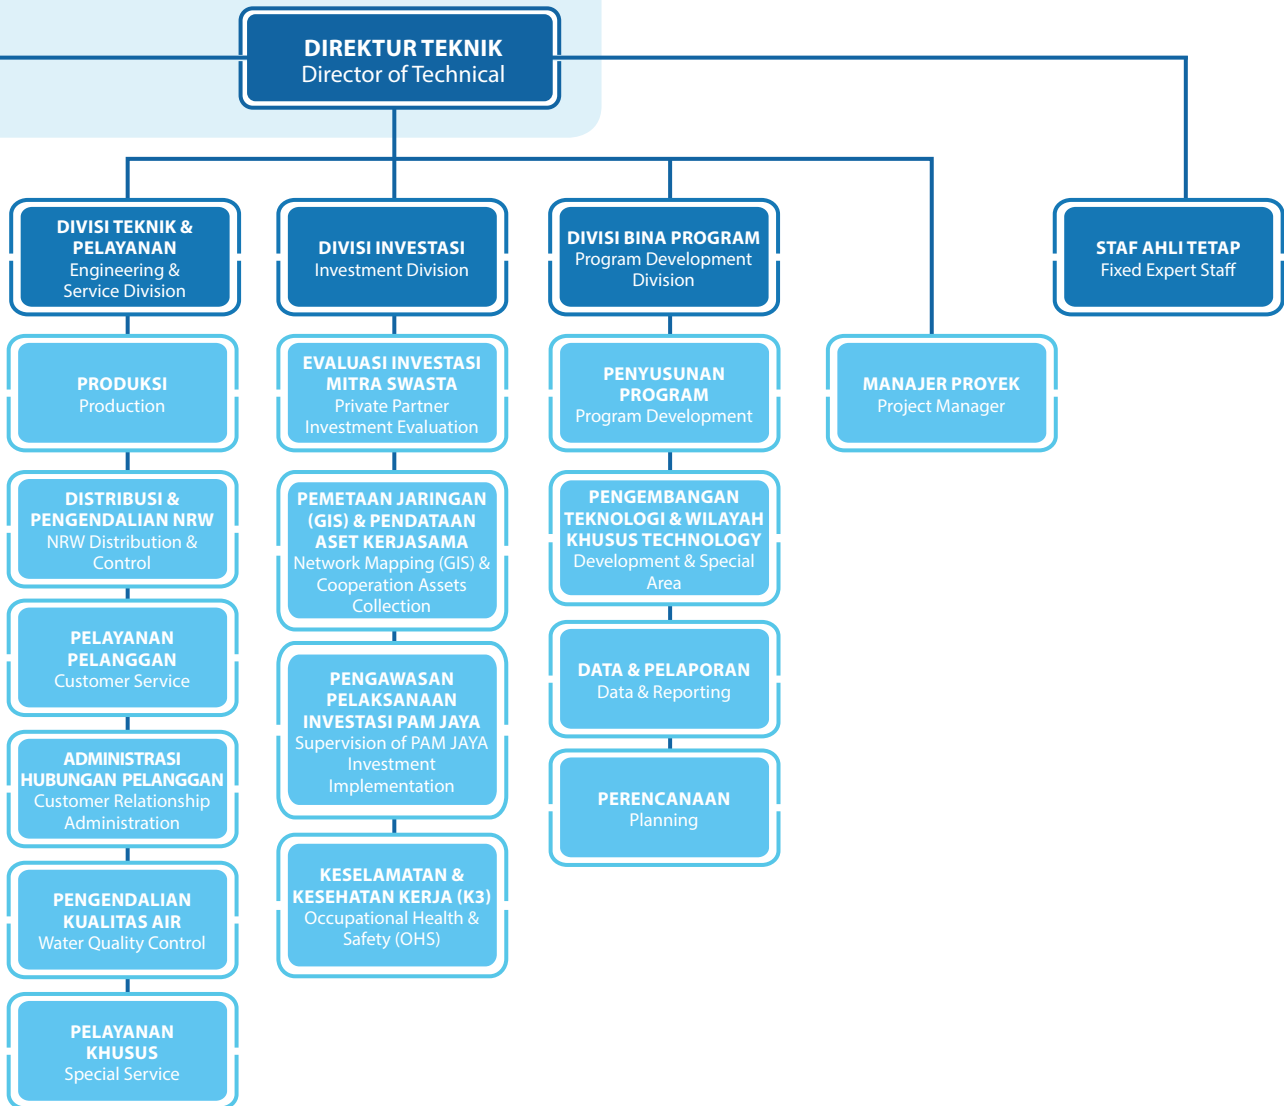 DIREKTUR TEKNIK
Director of Technical
DIVISI TEKNIK &
PELAYANAN
Engineering &
Service Division
DIVISI INVESTASI
Investment Division
DIVISI BINA PROGRAM
Program Development
Division
STAF AHLI TETAP
Fixed Expert Staff
PRODUKSI
Production
EVALUASI INVESTASI
MITRA SWASTA
Private Partner
Investment Evaluation
PENYUSUNAN
PROGRAM
Program Development
MANAJER PROYEK
Project Manager
DISTRIBUSI &
PENGENDALIAN NRW
NRW Distribution &
Control
PEMETAAN JARINGAN
(GIS) & PENDATAAN
ASET KERJASAMA
Network Mapping (GIS) &
Cooperation Assets
Collection
PENGEMBANGAN
TEKNOLOGI & WILAYAH
KHUSUS TECHNOLOGY
Development & Special
Area
PELAYANAN
PELANGGAN
Customer Service
PENGAWASAN
PELAKSANAAN
INVESTASI PAM JAYA
Supervision of PAM JAYA
Investment
Implementation
DATA & PELAPORAN
Data & Reporting
ADMINISTRASI
HUBUNGAN PELANGGAN
Customer Relationship
Administration
PERENCANAAN
Planning
PENGENDALIAN
KUALITAS AIR
Water Quality Control
KESELAMATAN &
KESEHATAN KERJA (K3)
Occupational Health &
Safety (OHS)
PELAYANAN
KHUSUS
Special Service